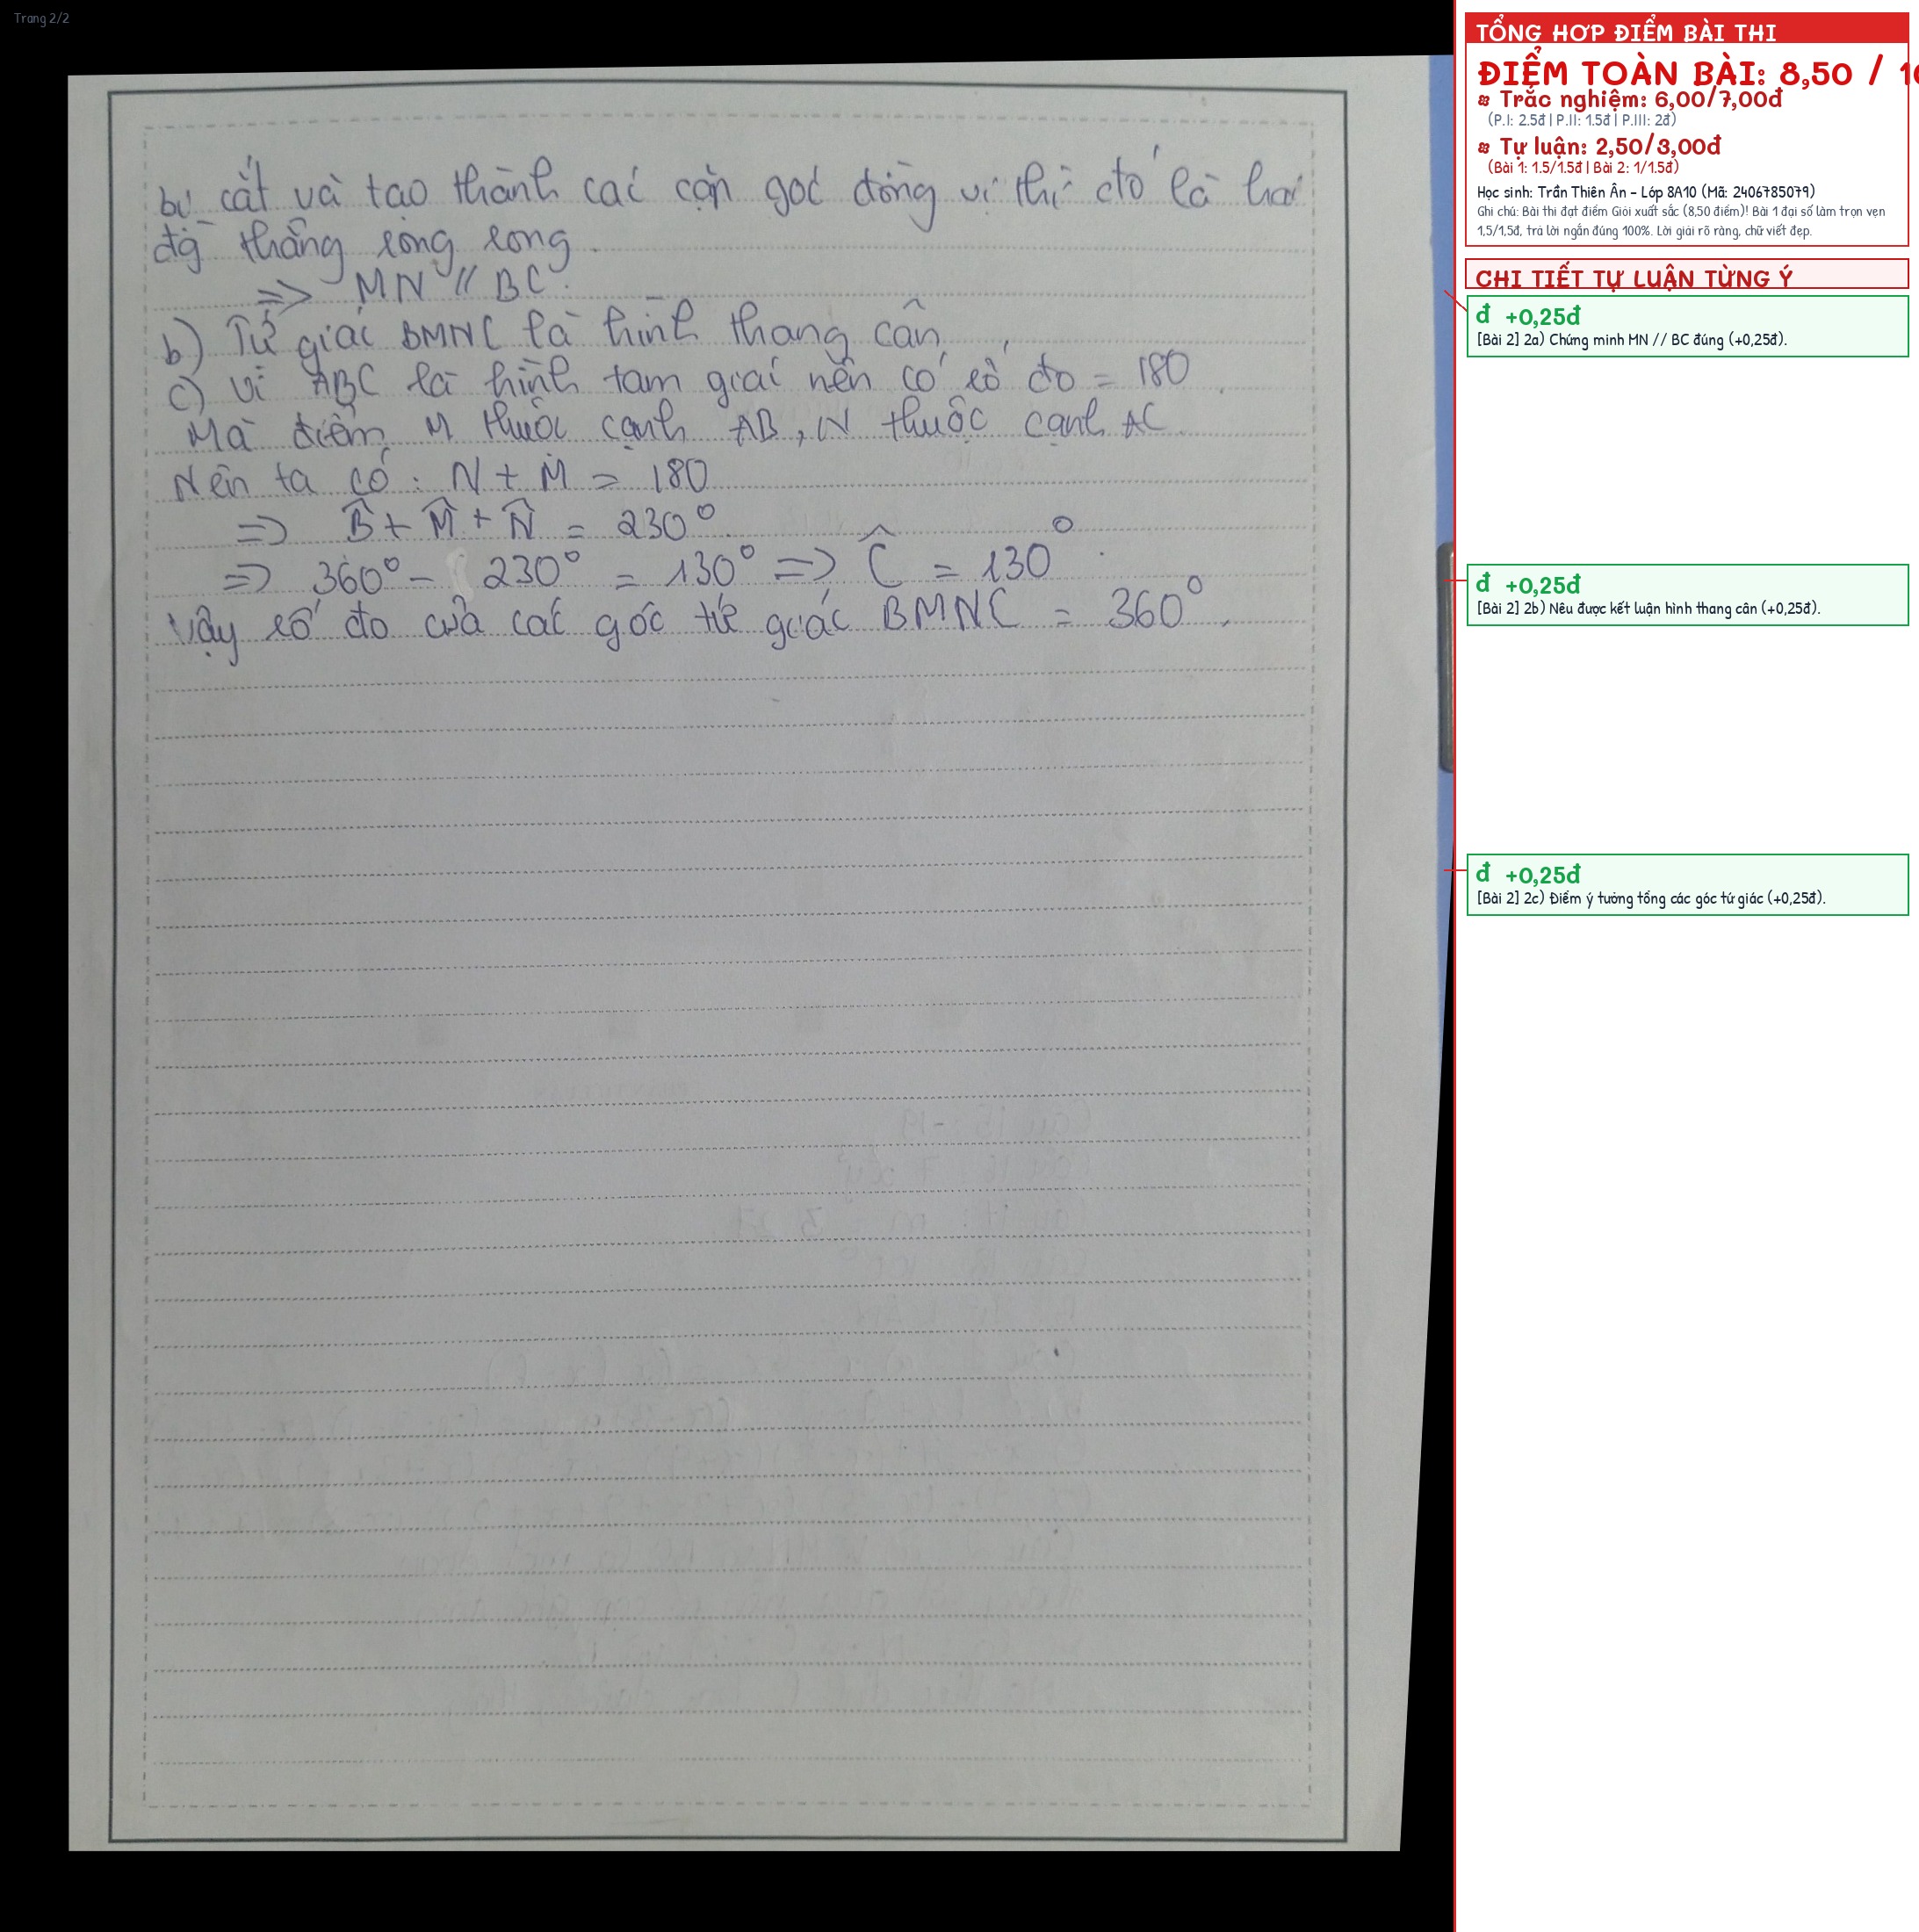 Trang 2/2
bị cắt và tạo thành các cặp góc đồng vị thì đó là hai
đg thẳng song song.
=> MN // BC.
b) Tứ giác BMNC là hình thang cân
c) Vì ABC là hình tam giác nên có số đo = 180.
Mà điểm M thuộc cạnh AB, N thuộc cạnh AC.
Nên ta có: N + M = 180
=> B̂ + M̂ + N̂ = 230°.
=> 360° - 230° = 130° => Ĉ = 130°.
Vậy số đo của các góc tứ giác BMNC = 360°.
TỔNG HƠP ĐIỂM BÀI THI
ĐIỂM TOÀN BÀI: 8,50 / 1
Trắc nghiệm: 6,00/7,00đ
(P.I: 2.5đ | P.II: 1.5đ | P.III: 2đ)
Tự luận: 2,50/3,00đ
(Bài 1: 1.5/1.5đ | Bài 2: 1/1.5đ)
Học sinh: Trần Thiên Ân - Lớp 8A10 (Mã: 2406785079)
Ghi chú: Bài thi đạt điểm Giỏi xuất sắc (8,50 điểm)! Bài 1 đại số làm trọn vẹn
1,5/1,5đ, trả lời ngắn đúng 100%. Lời giải rõ ràng, chữ viết đẹp.
CHI TIẾT TỰ LUẬN TỪNG Ý
đ +0,25đ
[Bài 2] 2a) Chứng minh MN // BC đúng (+0,25đ).
đ +0,25đ
[Bài 2] 2b) Nêu được kết luận hình thang cân (+0,25đ).
đ +0,25đ
[Bài 2] 2c) Điểm ý tưởng tổng các góc tứ giác (+0,25đ).